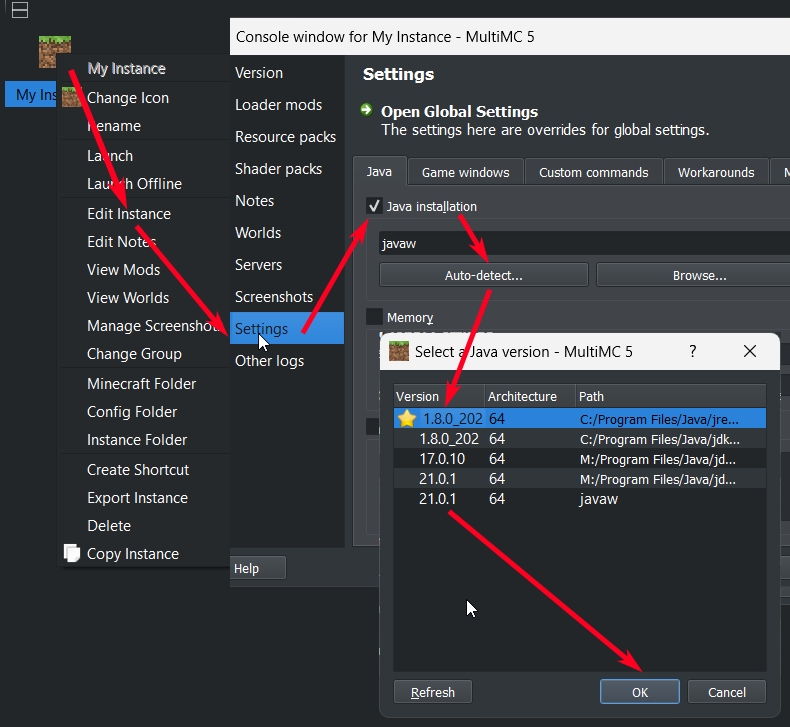 My Ins
My Instance
Change Icon
Rename
Launch
Launch Offline
Edit Instance
Edit Notes
View Mods
View Worlds
Manage Screenshots
Change Group
Minecraft Folder
Config Folder
Instance Folder
Create Shortcut
Export Instance
Delete
Copy Instance
Console window for My Instance - MultiMC 5
Version
Loader mods
Resource packs
Shader packs
Notes
Worlds
Servers
Screenshots
Settings
Other logs
Help
Settings
Open Global Settings
The settings here are overrides for global settings.
Java Game windows Custom commands Workarounds M
Java installation
javaw
Auto-detect... Browse...
Memory
Select a Java version - MultiMC 5 ?
Version Architecture Path
1.8.0_202 64 C:/Program Files/Java/jre...
1.8.0_202 64 C:/Program Files/Java/jdk...
17.0.10 64 M:/Program Files/Java/jd...
21.0.1 64 M:/Program Files/Java/jd...
21.0.1 64 javaw
Refresh OK Cancel